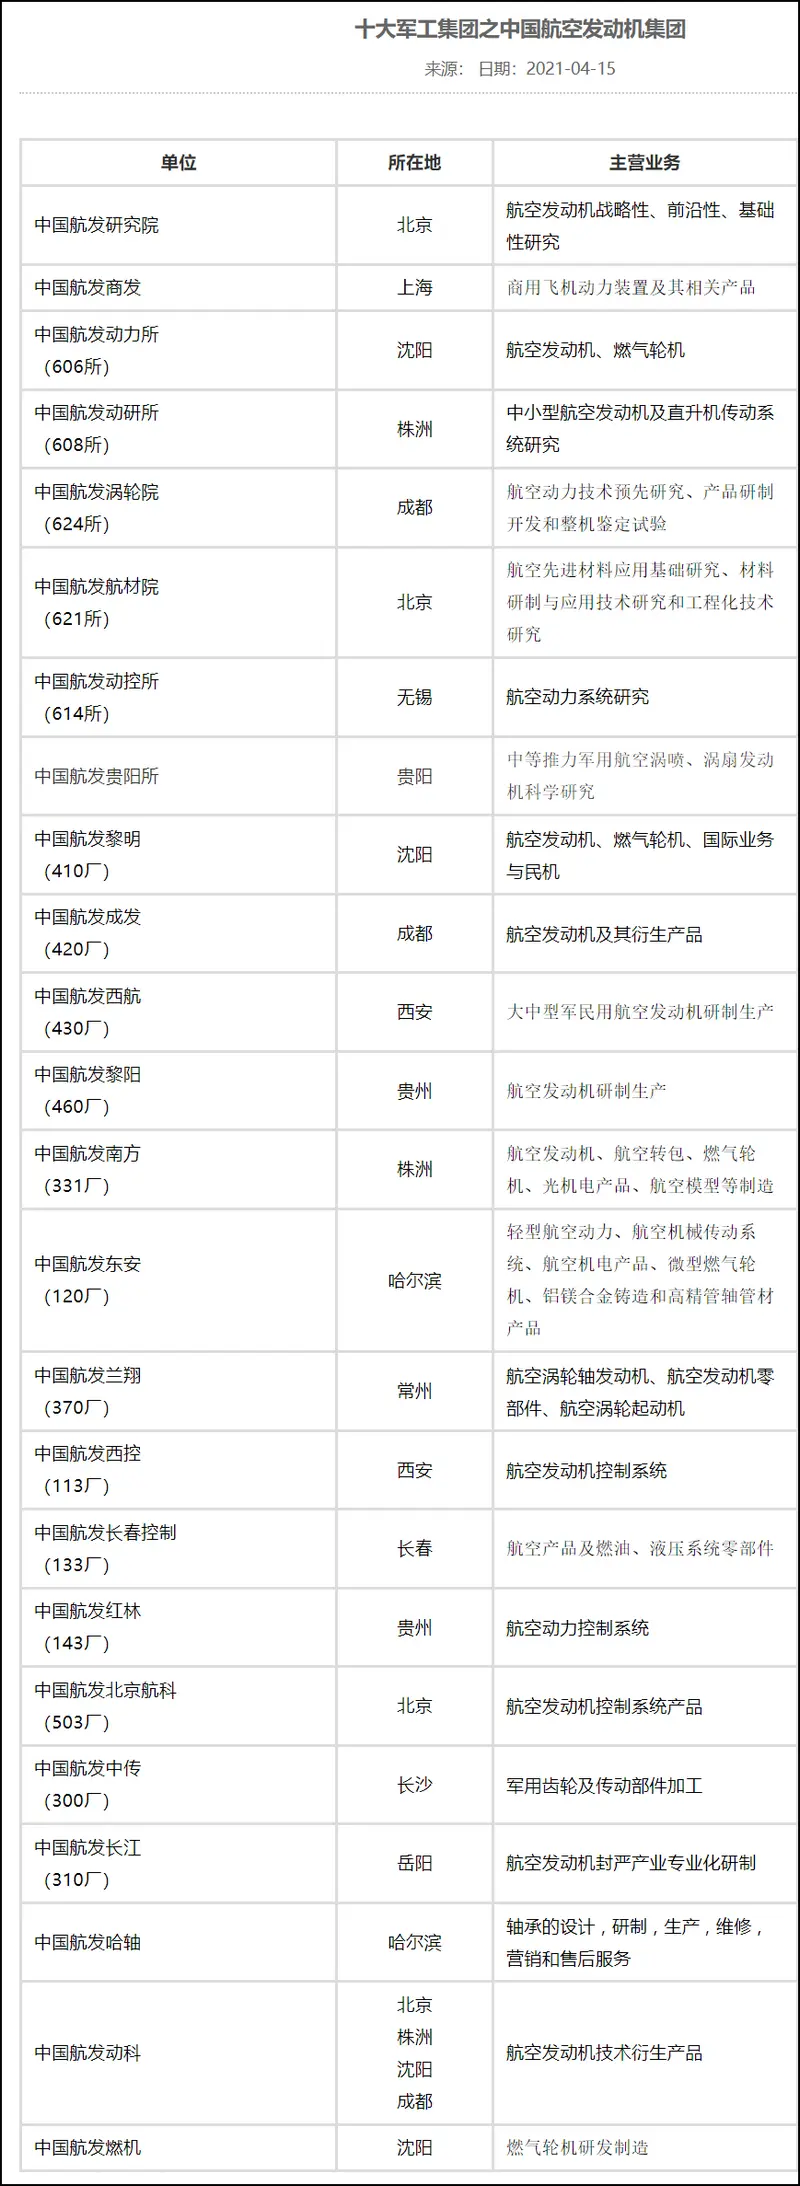 十大军工集团之中国航空发动机集团
来源： 日期：2021-04-15
单位 所在地 主营业务
中国航发研究院 北京 航空发动机战略性、前沿性、基础
性研究
中国航发商发 上海 商用飞机动力装置及其相关产品
中国航发动力所
（606所） 沈阳 航空发动机、燃气轮机
中国航发动研所
（608所） 株洲 中小型航空发动机及直升机传动系
统研究
中国航发涡轮院
（624所） 成都 航空动力技术预先研究、产品研制
开发和整机鉴定试验
中国航发航材院
（621所） 北京 航空先进材料应用基础研究、材料
研制与应用技术研究和工程化技术
研究
中国航发动控所
（614所） 无锡 航空动力系统研究
中国航发贵阳所 贵阳 中等推力军用航空涡喷、涡扇发动
机科学研究
中国航发黎明
（410厂） 沈阳 航空发动机、燃气轮机、国际业务
与民机
中国航发成发
（420厂） 成都 航空发动机及其衍生产品
中国航发西航
（430厂） 西安 大中型军民用航空发动机研制生产
中国航发黎阳
（460厂） 贵州 航空发动机研制生产
中国航发南方
（331厂） 株洲 航空发动机、航空转包、燃气轮
机、光机电产品、航空模型等制造
中国航发东安
（120厂） 哈尔滨 轻型航空动力、航空机械传动系
统、航空机电产品、微型燃气轮
机、铝镁合金铸造和高精管轴管材
产品
中国航发兰翔
（370厂） 常州 航空涡轮轴发动机、航空发动机零
部件、航空涡轮起动机
中国航发西控
（113厂） 西安 航空发动机控制系统
中国航发长春控制
（133厂） 长春 航空产品及燃油、液压系统零部件
中国航发红林
（143厂） 贵州 航空动力控制系统
中国航发北京航科
（503厂） 北京 航空发动机控制系统产品
中国航发中传
（300厂） 长沙 军用齿轮及传动部件加工
中国航发长江
（310厂） 岳阳 航空发动机封严产业专业化研制
中国航发哈轴 哈尔滨 轴承的设计，研制，生产，维修，
营销和售后服务
中国航发动科 北京
株洲
沈阳
成都 航空发动机技术衍生产品
中国航发燃机 沈阳 燃气轮机研发制造